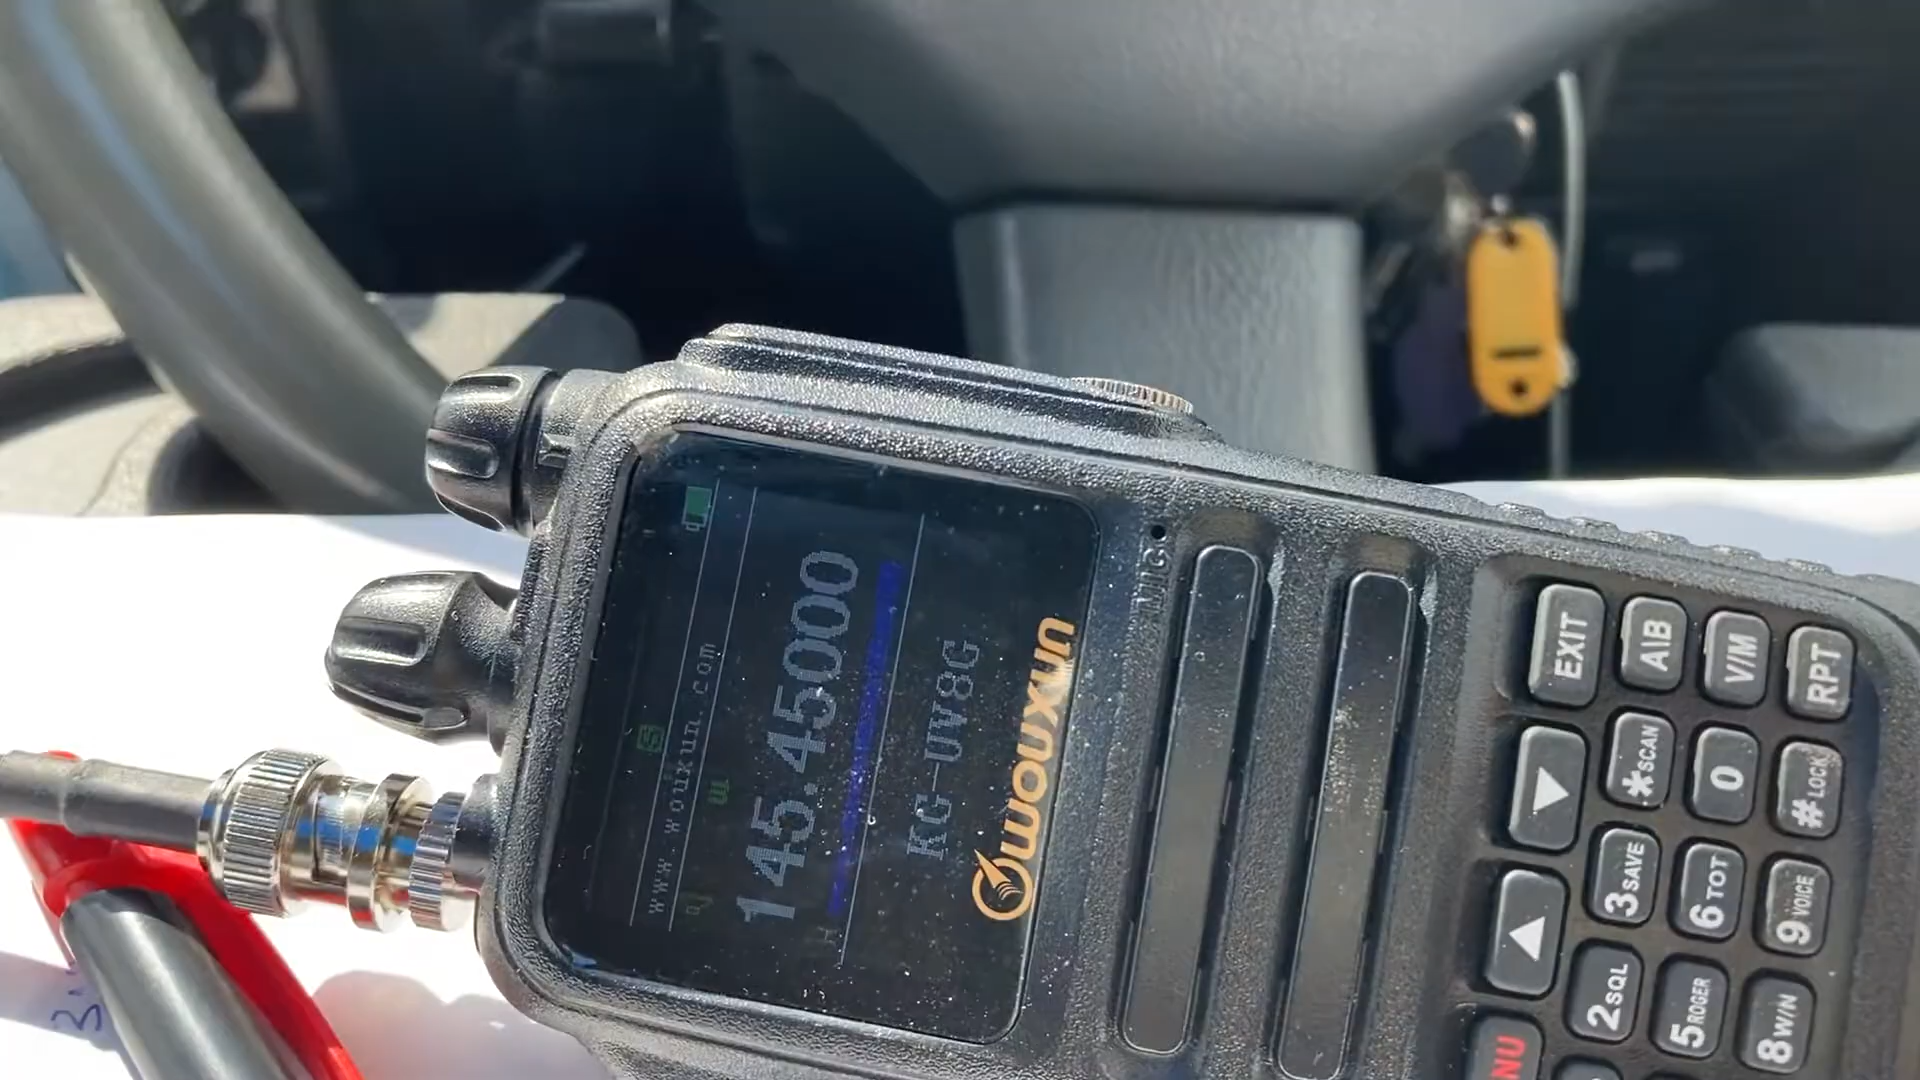 www.wouxun.com
W
145.45000
H
KG-UV8G
wouxun
MIC
EXIT
A/B
V/M
RPT
*SCAN
0
#LOCK
3SAVE
6TOT
9VOICE
2SQL
5ROGER
8W/N
NU